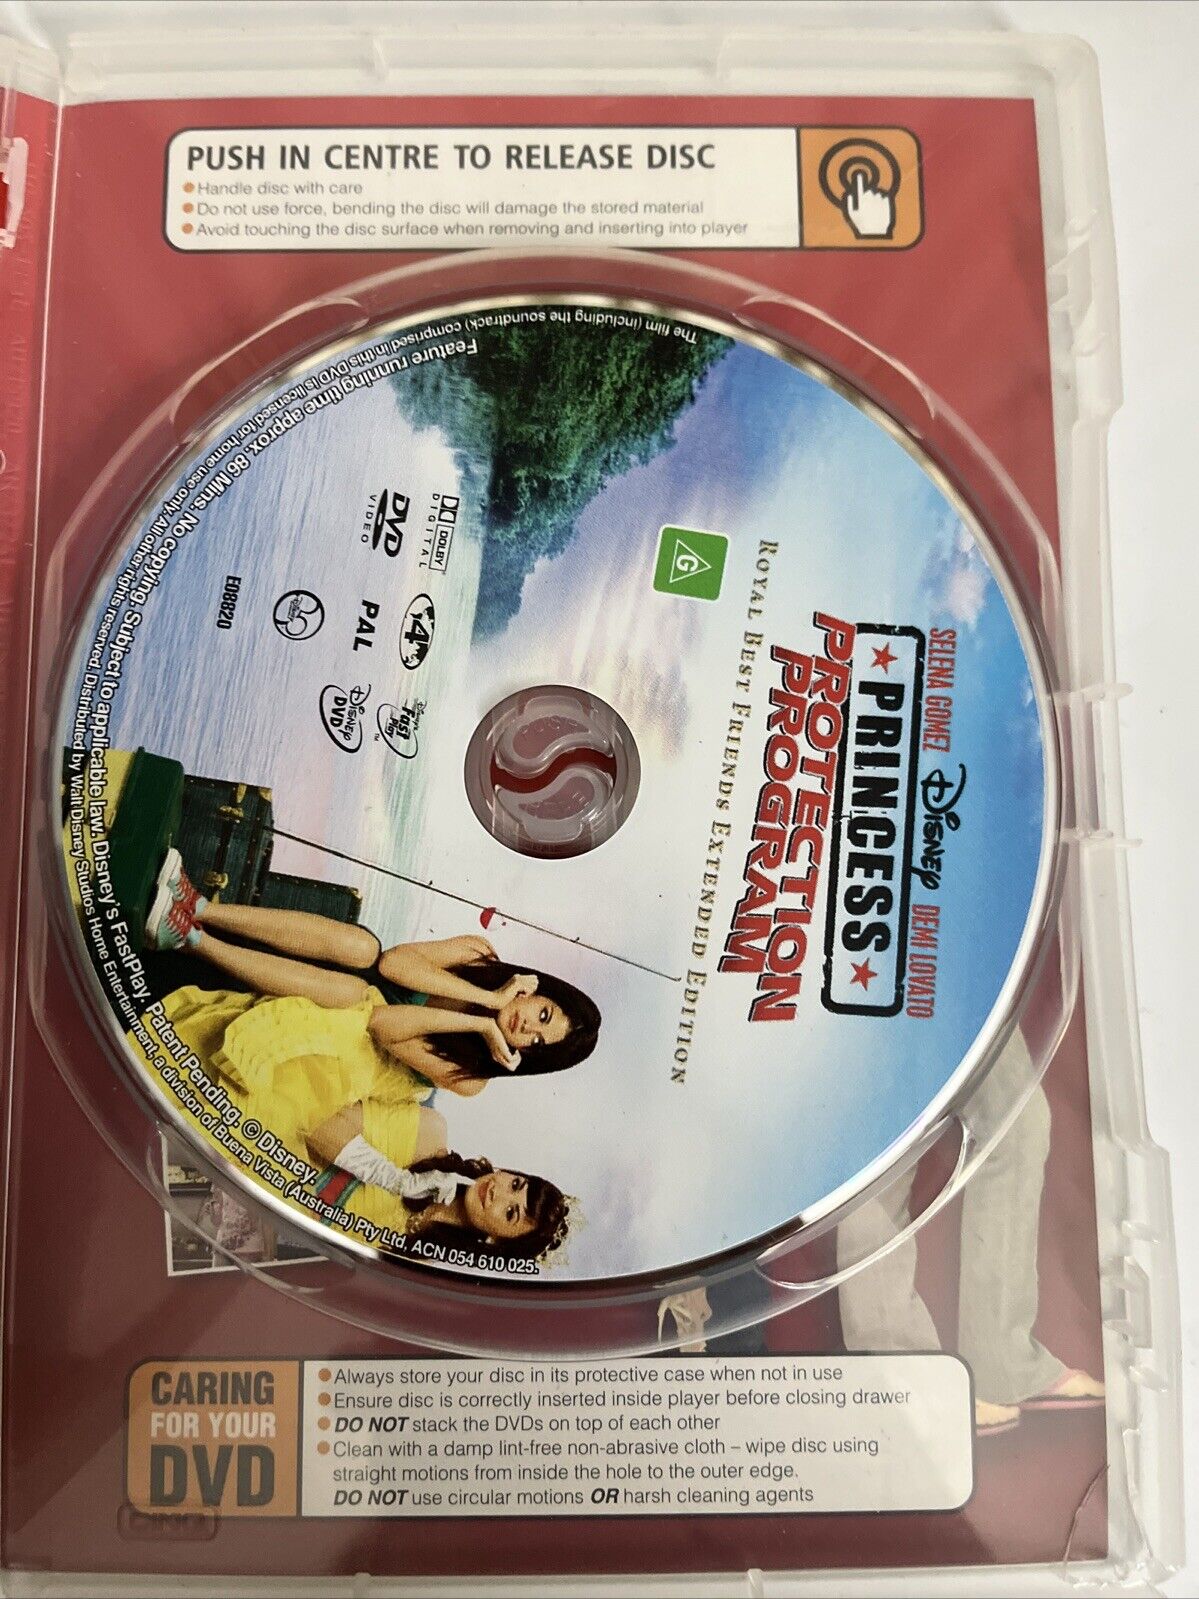 PUSH IN CENTRE TO RELEASE DISC
Handle disc with care
Do not use force, bending the disc will damage the stored material
Avoid touching the disc surface when removing and inserting into player
SELENA GOMEZ DISNEY DEMI LOVATO
PRINCESS
PROTECTION
PROGRAM
ROYAL BEST FRIENDS EXTENDED EDITION
G
DOLBY
DIGITAL
DVD
VIDEO
4
PAL
Disney's
Fast
Play
DISNEY
DVD
TM
ED8820
Feature running time approx. 86 Mins. No copying. Subject to applicable law. Disney's FastPlay. Patent Pending. © Disney.
The film (including the soundtrack) comprised in this DVD is licensed for home use only. All other rights reserved. Distributed by Walt Disney Studios Home Entertainment, a division of Buena Vista (Australia) Pty Ltd, ACN 054 610 025.
CARING
FOR YOUR
DVD
Always store your disc in its protective case when not in use
Ensure disc is correctly inserted inside player before closing drawer
DO NOT stack the DVDs on top of each other
Clean with a damp lint-free non-abrasive cloth – wipe disc using
straight motions from inside the hole to the outer edge.
DO NOT use circular motions OR harsh cleaning agents